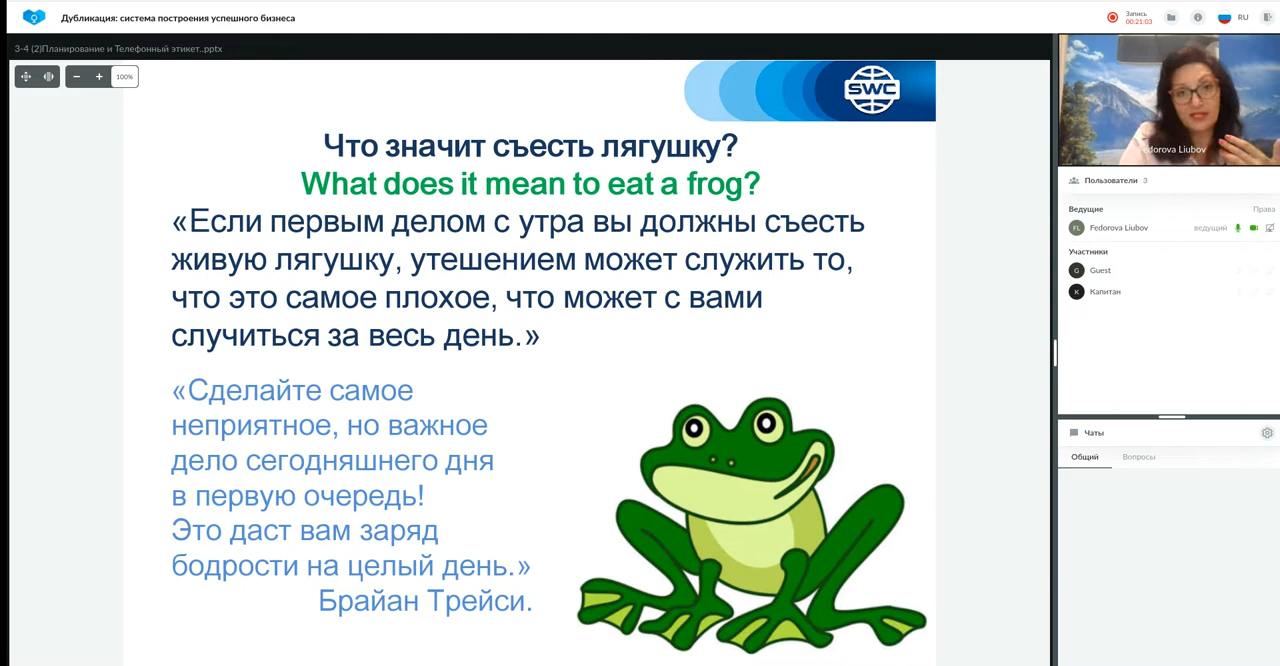 Дубликация: система построения успешного бизнеса
Запись
00:21:03
RU
3-4 (2)Планирование и Телефонный этикет..pptx
100%
SWC
Что значит съесть лягушку?
What does it mean to eat a frog?
«Если первым делом с утра вы должны съесть
живую лягушку, утешением может служить то,
что это самое плохое, что может с вами
случиться за весь день.»
«Сделайте самое
неприятное, но важное
дело сегодняшнего дня
в первую очередь!
Это даст вам заряд
бодрости на целый день.»
Брайан Трейси.
Fedorova Liubov
Пользователи 3
Ведущие Права
FL Fedorova Liubov ведущий
Участники
G Guest
К Капитан
Чаты
Общий Вопросы